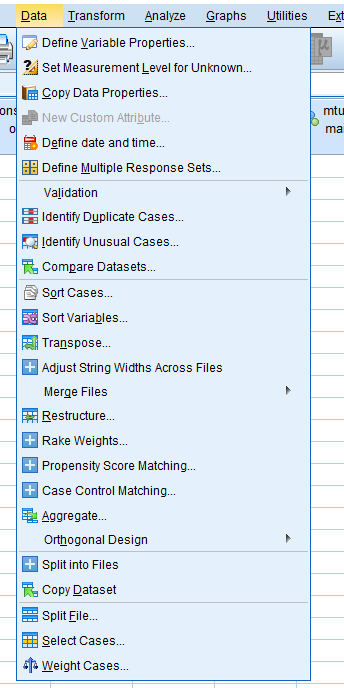 Data Transform Analyze Graphs Utilities Ext
Define Variable Properties...
Set Measurement Level for Unknown...
Copy Data Properties...
New Custom Attribute...
ons
mtu
Define date and time...
o
mai
Define Multiple Response Sets...
Validation
Identify Duplicate Cases...
Identify Unusual Cases...
Compare Datasets...
Sort Cases...
Sort Variables...
Transpose...
Adjust String Widths Across Files
Merge Files
Restructure...
Rake Weights...
Propensity Score Matching...
Case Control Matching...
Aggregate...
Orthogonal Design
Split into Files
Copy Dataset
Split File...
Select Cases...
Weight Cases...